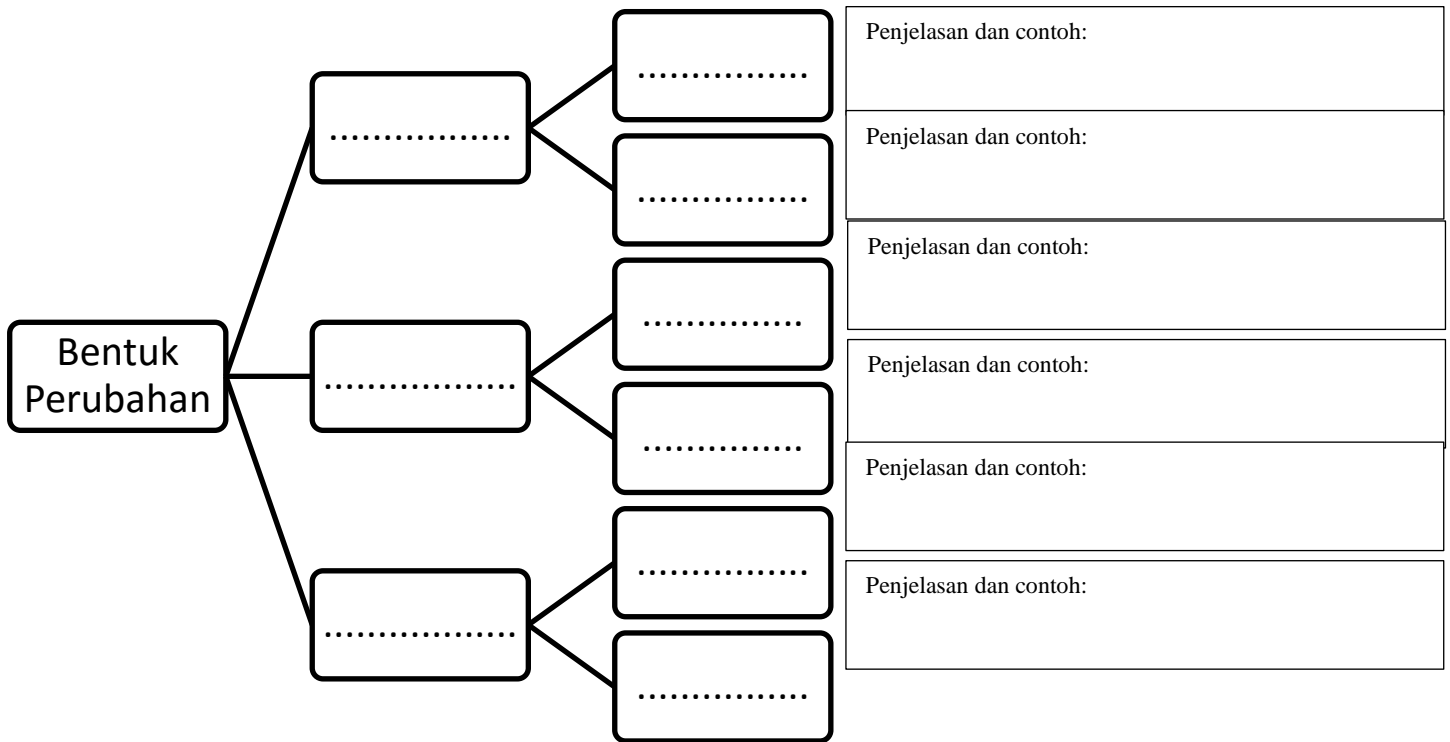 Bentuk
Perubahan
.................
..................
..................
................
................
...............
...............
................
................
Penjelasan dan contoh:
Penjelasan dan contoh:
Penjelasan dan contoh:
Penjelasan dan contoh:
Penjelasan dan contoh:
Penjelasan dan contoh: